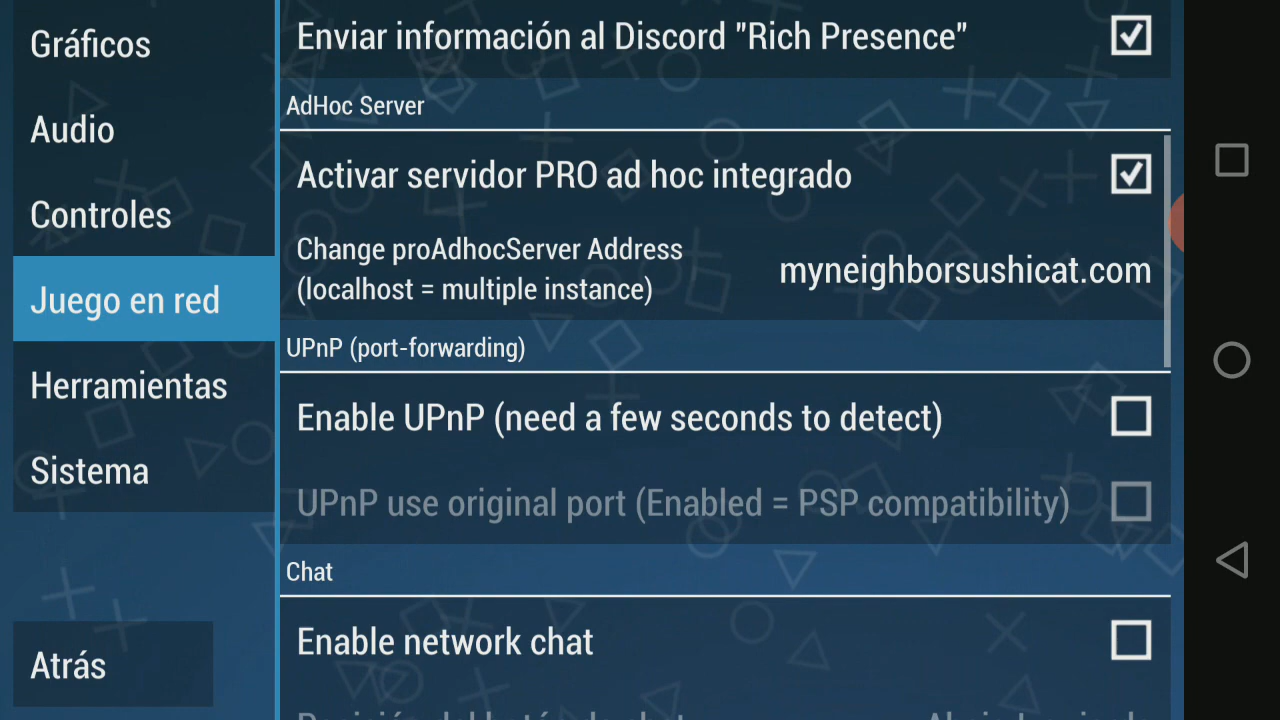 Gráficos
Audio
Controles
Juego en red
Herramientas
Sistema
Atrás
Enviar información al Discord "Rich Presence"
AdHoc Server
Activar servidor PRO ad hoc integrado
Change proAdhocServer Address
(localhost = multiple instance)
myneighborsushicat.com
UPnP (port-forwarding)
Enable UPnP (need a few seconds to detect)
UPnP use original port (Enabled = PSP compatibility)
Chat
Enable network chat